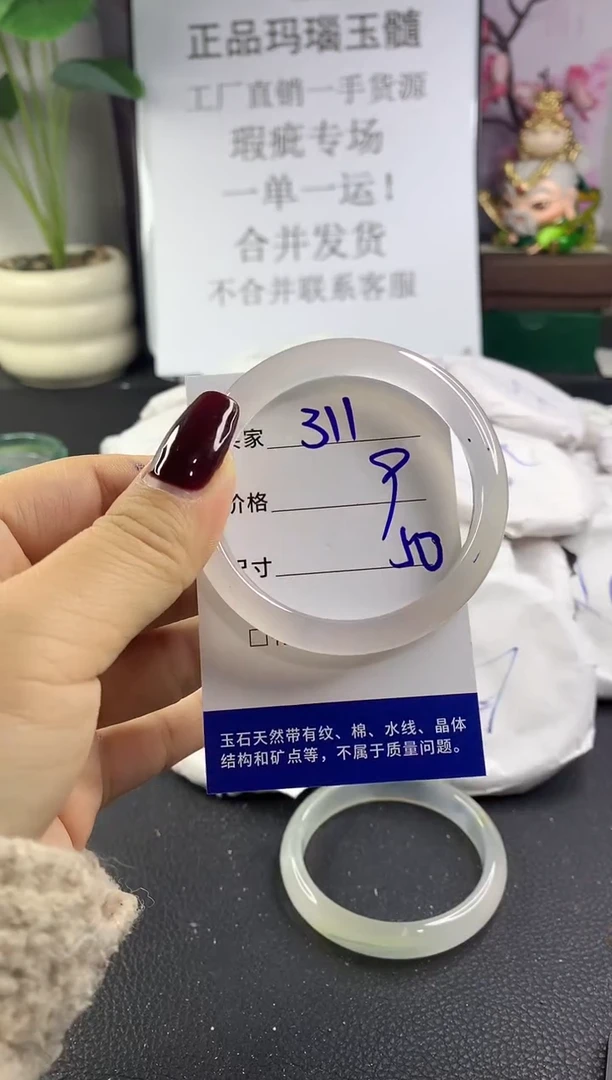 正品玛瑙玉髓
工厂直销一手货源
瑕疵专场
一单一运！
合并发货
不合并联系客服
家 311
价格 9
寸 50
玉石天然带有纹、棉、水线、晶体
结构和矿点等，不属于质量问题。